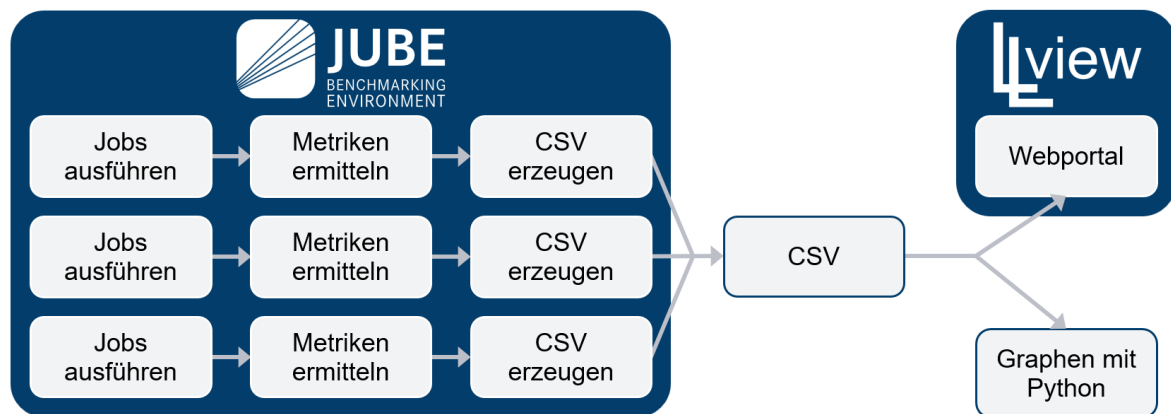 JUBE
BENCHMARKING
ENVIRONMENT
Jobs
ausführen
Metriken
ermitteln
CSV
erzeugen
Jobs
ausführen
Metriken
ermitteln
CSV
erzeugen
Jobs
ausführen
Metriken
ermitteln
CSV
erzeugen
CSV
LLview
Webportal
Graphen mit
Python